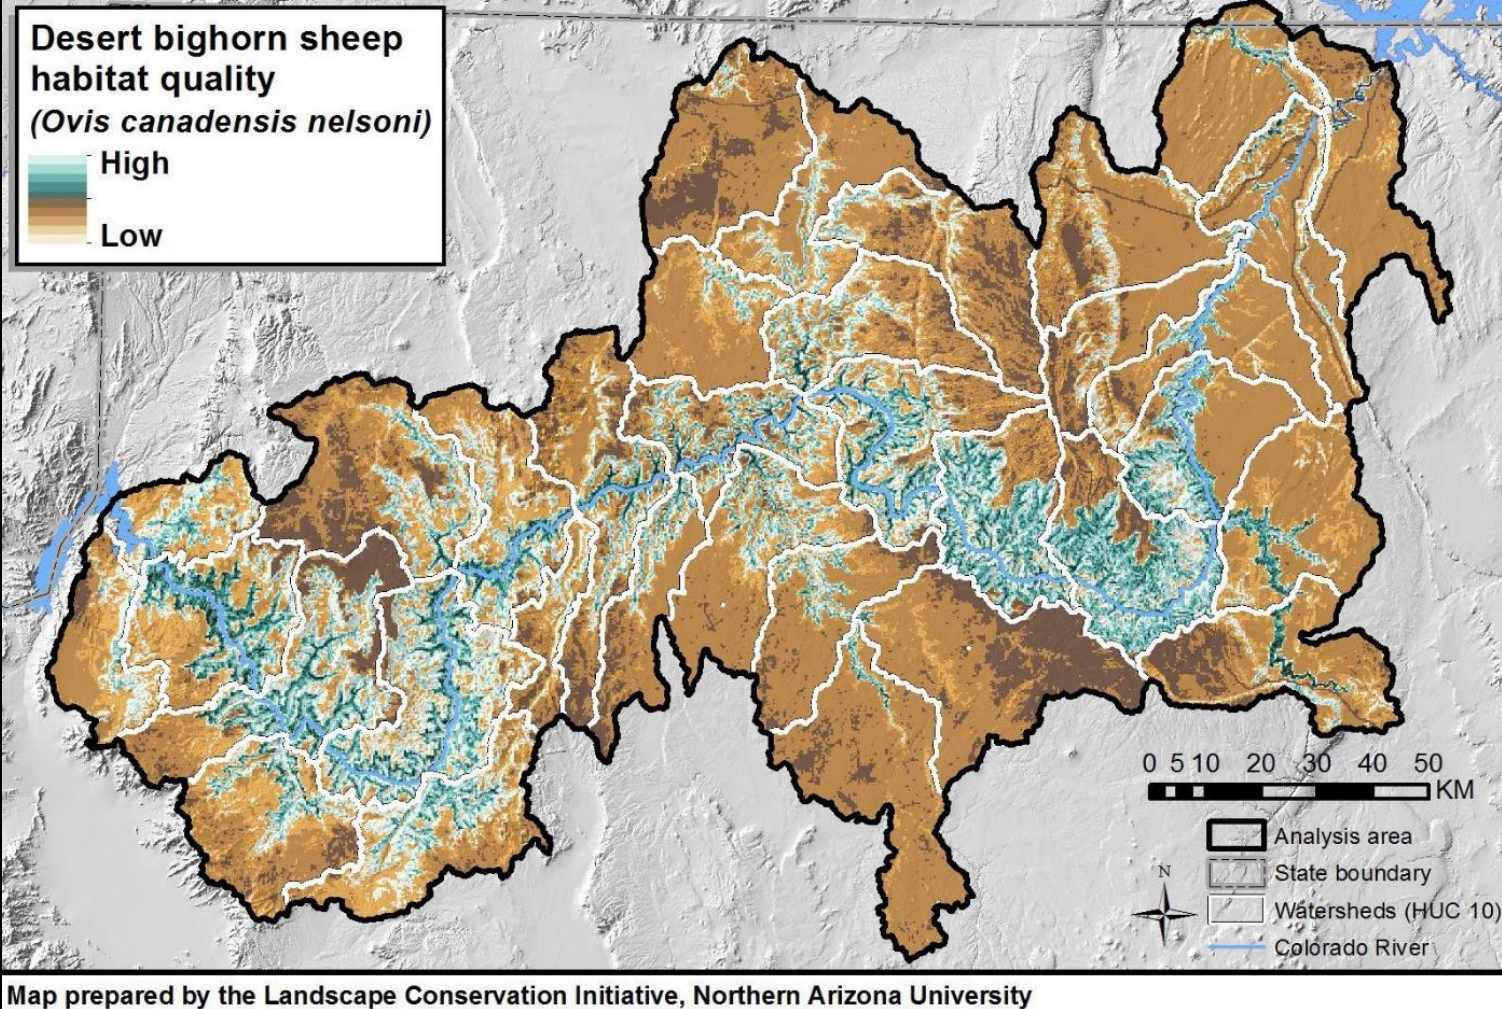 Desert bighorn sheep
habitat quality
(Ovis canadensis nelsoni)
High
Low
0 5 10 20 30 40 50
KM
N
Analysis area
State boundary
Watersheds (HUC 10)
Colorado River
Map prepared by the Landscape Conservation Initiative, Northern Arizona University